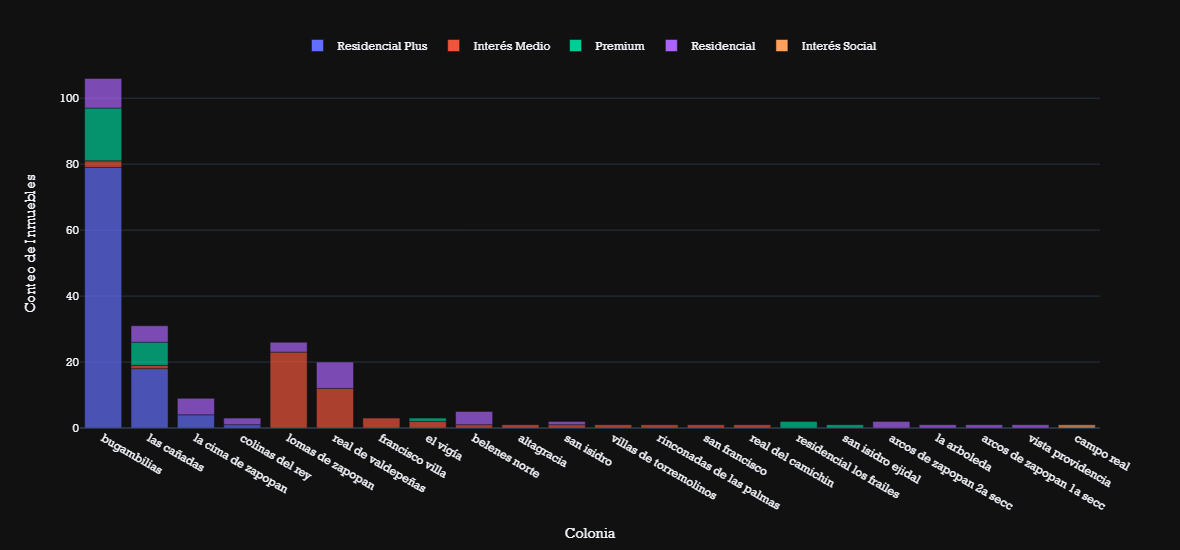 Residencial Plus Interés Medio Premium Residencial Interés Social
Conteo de Inmuebles
100
80
60
40
20
0
bugambilias
las cañadas
la cima de zapopan
colinas del rey
lomas de zapopan
real de valdepeñas
francisco villa
el vigía
belenes norte
altagracia
san isidro
villas de torremolinos
rinconadas de las palmas
san francisco
real del camichin
residencial los frailes
san isidro ejidal
arcos de zapopan 2a secc
la arboleda
arcos de zapopan 1a secc
vista providencia
campo real
Colonia